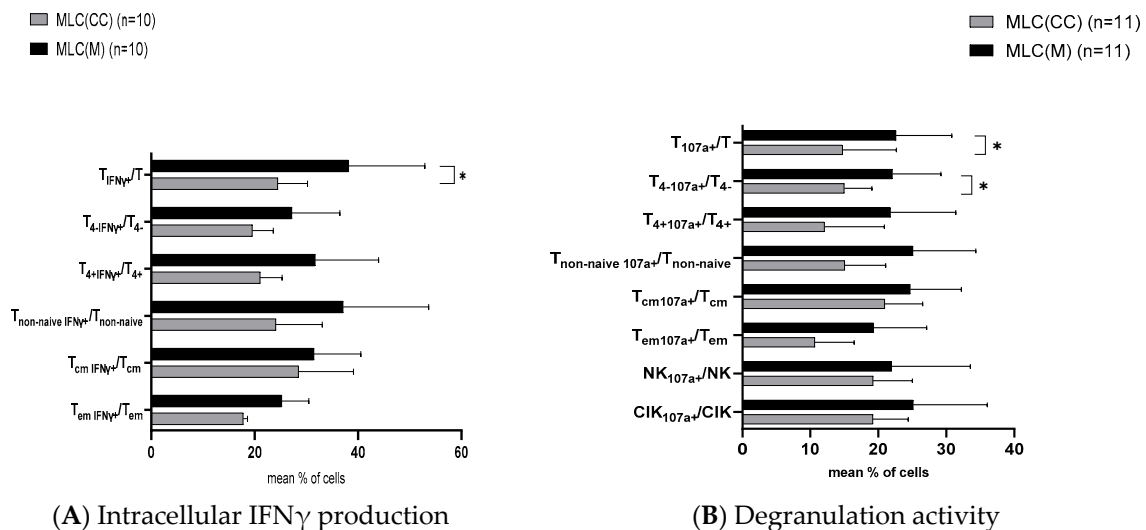 MLC(CC) (n=10)
MLC(M) (n=10)
TIFNγ+/T
T4-IFNγ+/T4-
T4+IFNγ+/T4+
Tnon-naive IFNγ+/Tnon-naive
Tcm IFNγ+/Tcm
Tem IFNγ+/Tem
*
0 20 40 60
mean % of cells
(A) Intracellular IFNγ production
MLC(CC) (n=11)
MLC(M) (n=11)
T107a+/T
*
T4-107a+/T4-
*
T4+107a+/T4+
Tnon-naive 107a+/Tnon-naive
Tcm107a+/Tcm
Tem107a+/Tem
NK107a+/NK
CIK107a+/CIK
0 10 20 30 40
mean % of cells
(B) Degranulation activity